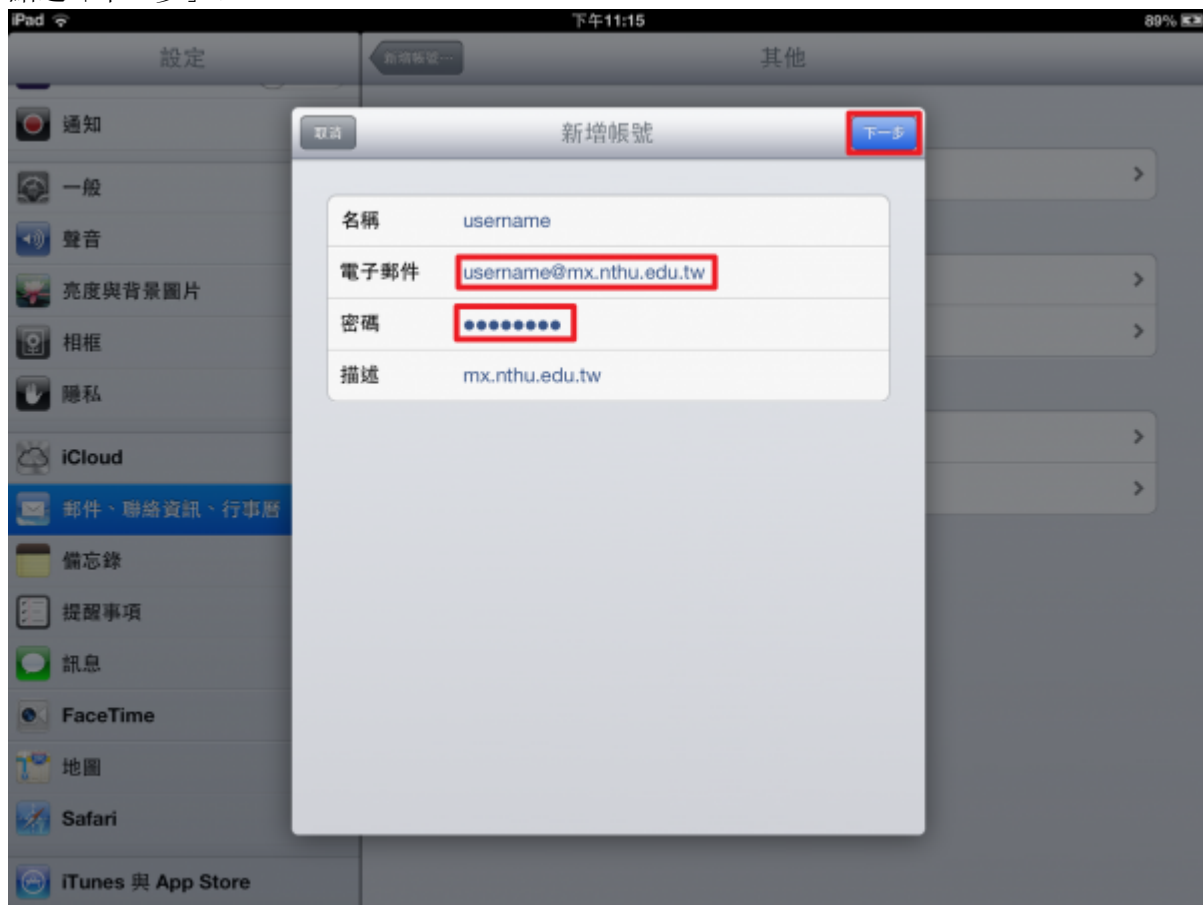 iPad 下午11:15 89%
設定
新增帳號...
其他
通知
一般
聲音
亮度與背景圖片
相框
隱私
iCloud
郵件、聯絡資訊、行事曆
備忘錄
提醒事項
訊息
FaceTime
地圖
Safari
iTunes 與 App Store
取消 新增帳號 下一步
名稱 username
電子郵件 username@mx.nthu.edu.tw
密碼 ●●●●●●●●
描述 mx.nthu.edu.tw